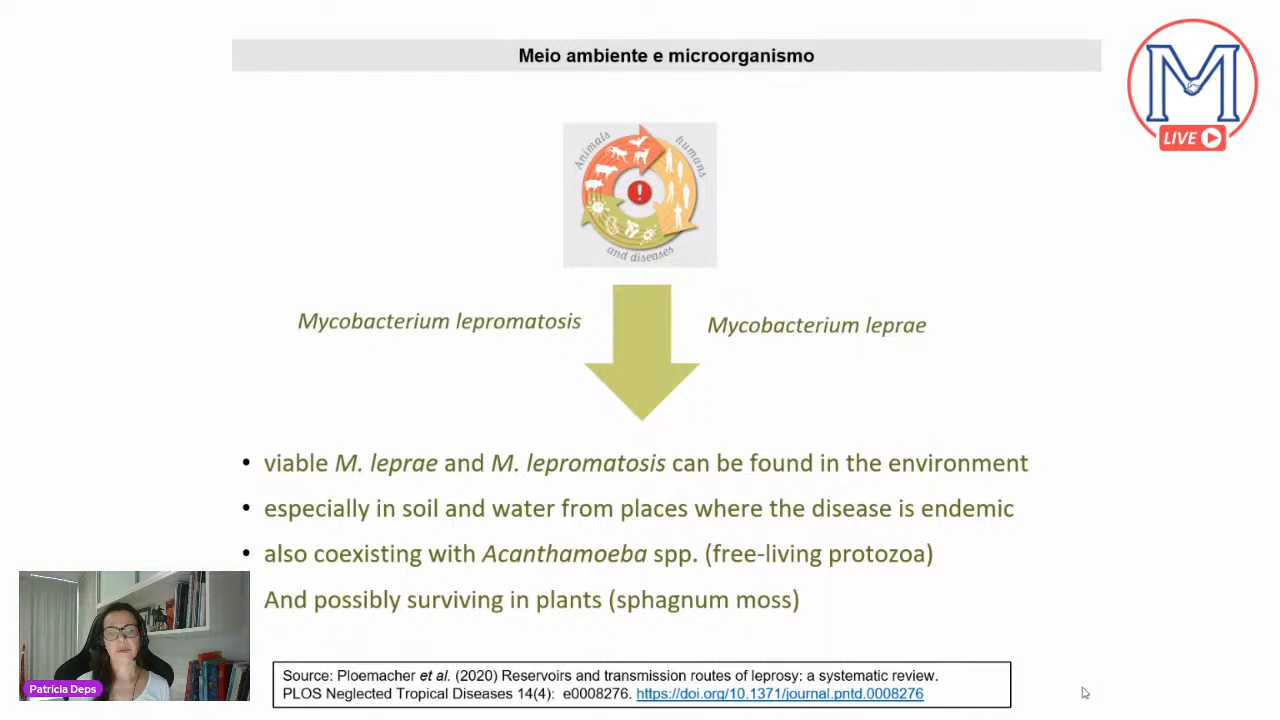 Meio ambiente e microorganismo
M
LIVE
Animals
humans
and diseases
Mycobacterium lepromatosis
Mycobacterium leprae
• viable M. leprae and M. lepromatosis can be found in the environment
• especially in soil and water from places where the disease is endemic
• also coexisting with Acanthamoeba spp. (free-living protozoa)
And possibly surviving in plants (sphagnum moss)
Patrícia Deps
Source: Ploemacher et al. (2020) Reservoirs and transmission routes of leprosy: a systematic review.
PLOS Neglected Tropical Diseases 14(4): e0008276. https://doi.org/10.1371/journal.pntd.0008276